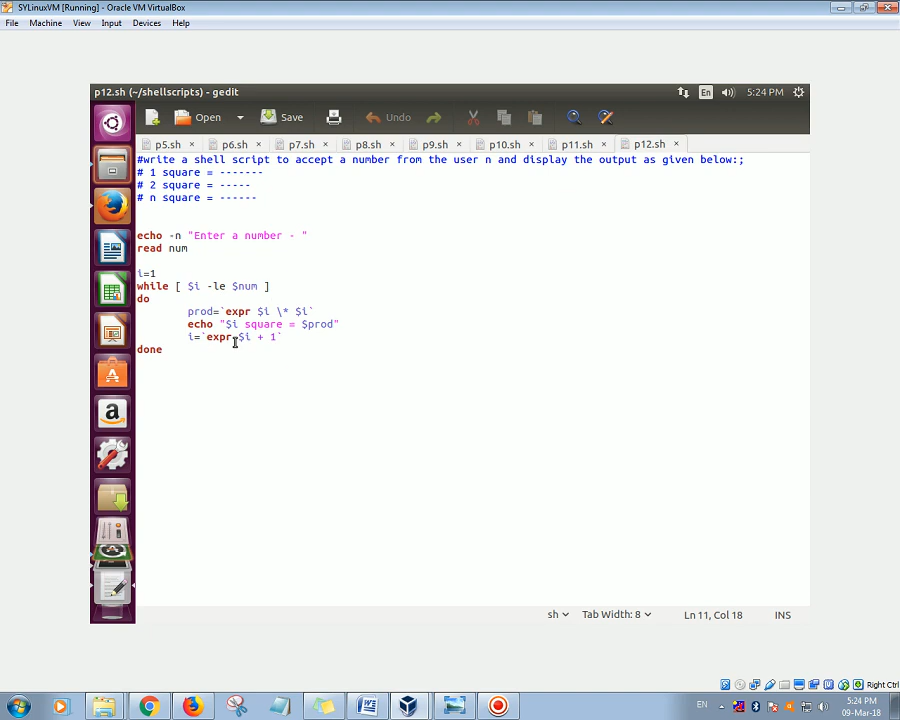 SYLinuxVM [Running] - Oracle VM VirtualBox
File Machine View Input Devices Help
p12.sh (~/shellscripts) - gedit
En 5:24 PM
Open Save Undo
p5.sh × p6.sh × p7.sh × p8.sh × p9.sh × p10.sh × p11.sh × p12.sh ×
#write a shell script to accept a number from the user n and display the output as given below:;
# 1 square = -------
# 2 square = -----
# n square = ------
echo -n "Enter a number - "
read num
i=1
while [ $i -le $num ]
do
prod=`expr $i \* $i`
echo "$i square = $prod"
i=`expr $i + 1`
done
sh Tab Width: 8 Ln 11, Col 18 INS
Right Ctrl
EN 5:24 PM
09-Mar-18